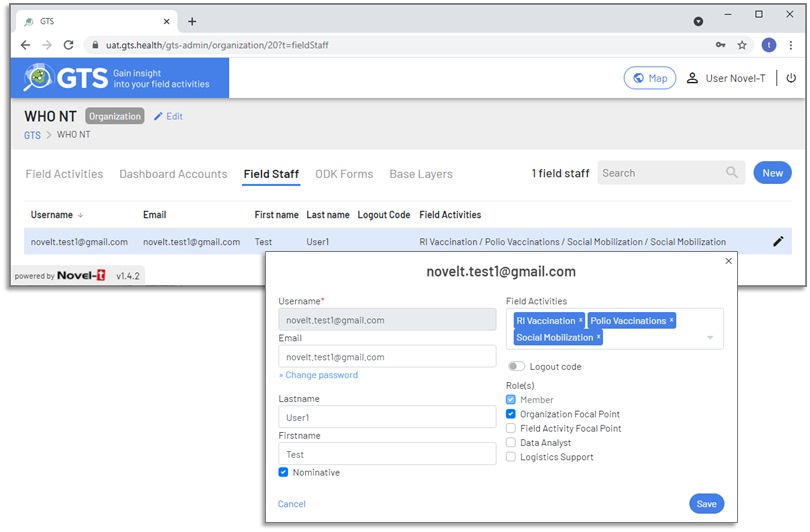 GTS
uat.gts.health/gts-admin/organization/20?t=fieldStaff
t
GTS Gain insight
into your field activities
Map
User Novel-T
WHO NT Organization Edit
GTS > WHO NT
Field Activities Dashboard Accounts Field Staff ODK Forms Base Layers 1 field staff Search New
Username Email First name Last name Logout Code Field Activities
novelt.test1@gmail.com novelt.test1@gmail.com Test User1 RI Vaccination / Polio Vaccinations / Social Mobilization / Social Mobilization
powered by Novel-t v1.4.2
novelt.test1@gmail.com
Username*
novelt.test1@gmail.com
Email
novelt.test1@gmail.com
» Change password
Lastname
User1
Firstname
Test
Nominative
Cancel
Field Activities
RI Vaccination × Polio Vaccinations ×
Social Mobilization ×
Logout code
Role(s)
Member
Organization Focal Point
Field Activity Focal Point
Data Analyst
Logistics Support
Save